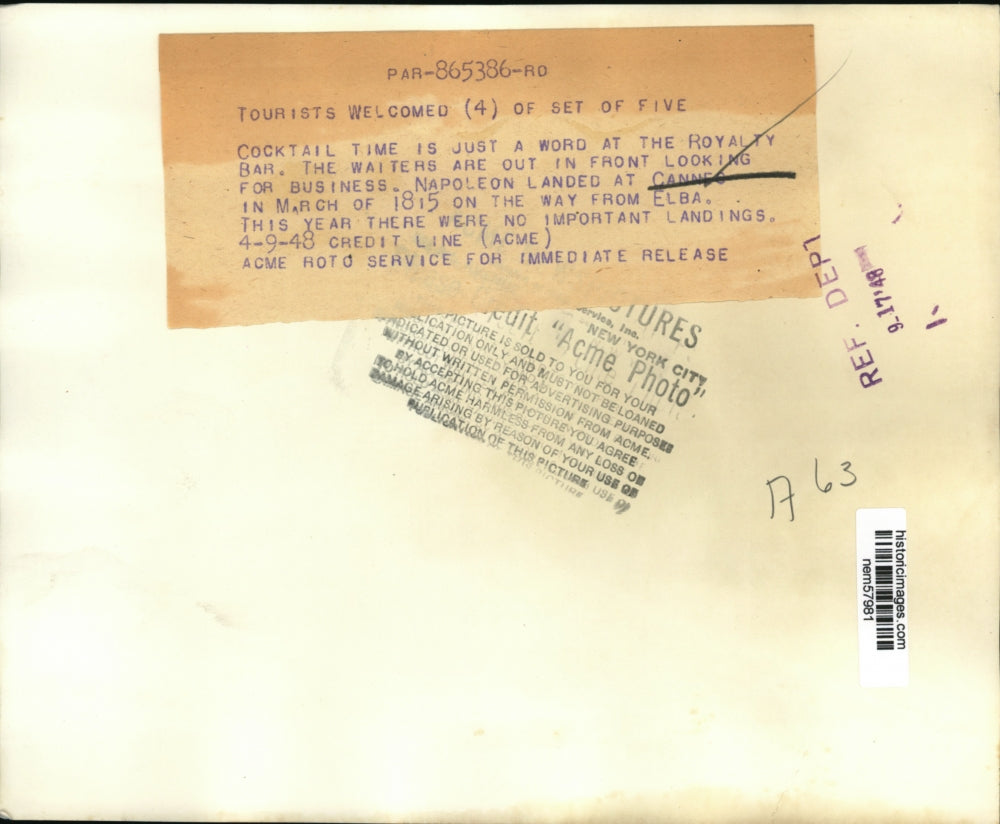 PAR-865386-RO
TOURISTS WELCOMED (4) OF SET OF FIVE
COCKTAIL TIME IS JUST A WORD AT THE ROYALTY
BAR. THE WAITERS ARE OUT IN FRONT LOOKING
FOR BUSINESS. NAPOLEON LANDED AT CANNES
IN MARCH OF 1815 ON THE WAY FROM ELBA.
THIS YEAR THERE WERE NO IMPORTANT LANDINGS.
4-9-48 CREDIT LINE (ACME)
ACME ROTO SERVICE FOR IMMEDIATE RELEASE
Service, Inc.
NEW YORK CITY
"Acme Photo"
PICTURE IS SOLD TO YOU FOR YOUR
ONLY AND MUST NOT BE LOANED
OR USED FOR ADVERTISING PURPOSES
WITHOUT WRITTEN PERMISSION FROM ACME.
BY ACCEPTING THIS PICTURE YOU AGREE
TO HOLD ACME HARMLESS FROM ANY LOSS OR
DAMAGE ARISING BY REASON OF YOUR USE OF
PUBLICATION OF THIS PICTURE
REF. DEPT
9-17'48
A 63
historicimages.com
nem57981